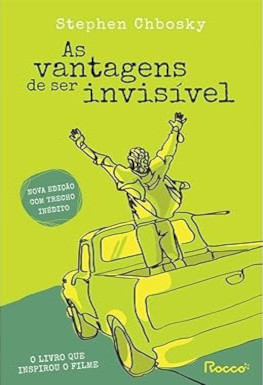 Stephen Chbosky
As
vantagens
de ser invisível
NOVA EDIÇÃO
COM TRECHO
INÉDITO
O LIVRO QUE
INSPIROU O FILME
Rocco